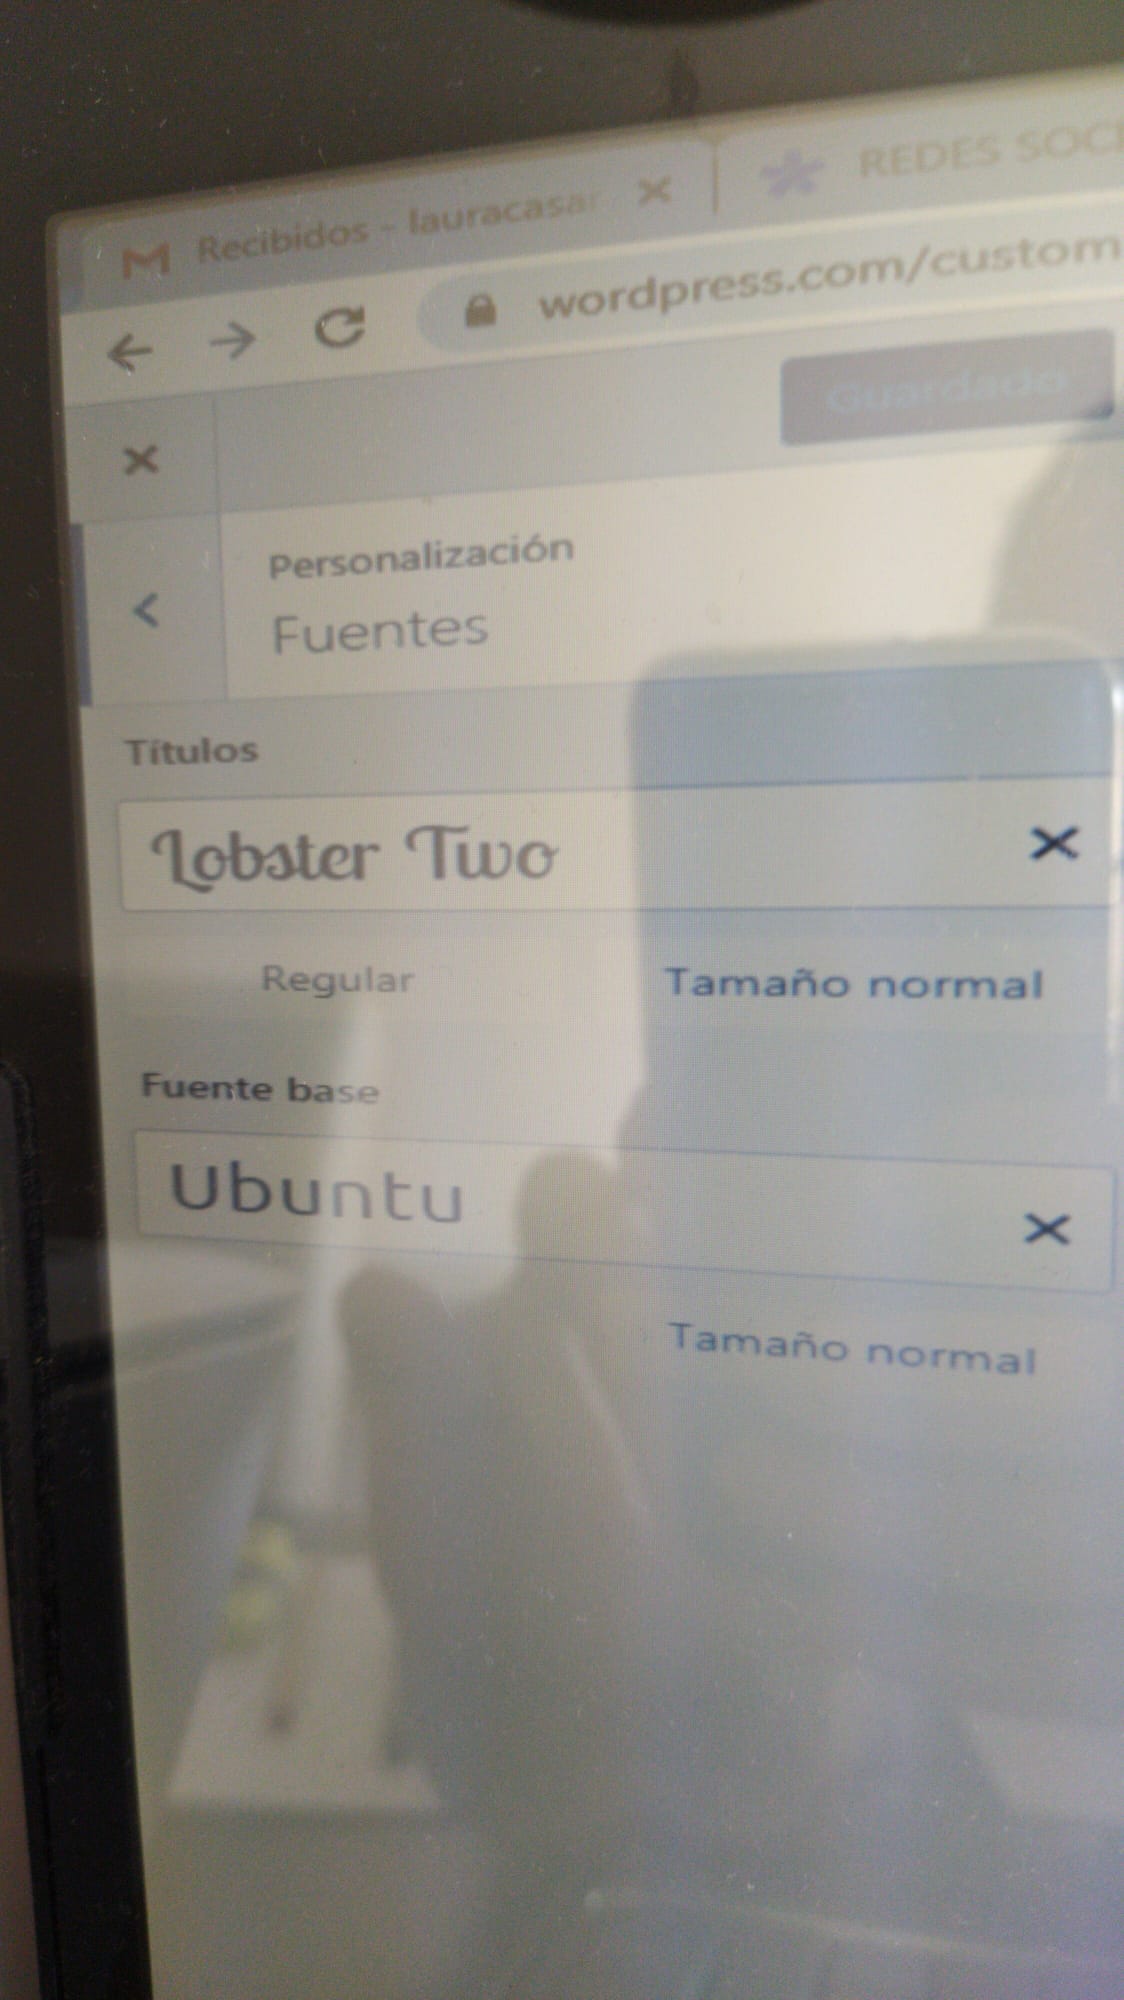 Recibidos - lauracasar
REDES SOCI
wordpress.com/custom
Guardado
Personalización
Fuentes
Títulos
Lobster Two
Regular Tamaño normal
Fuente base
Ubuntu
Tamaño normal